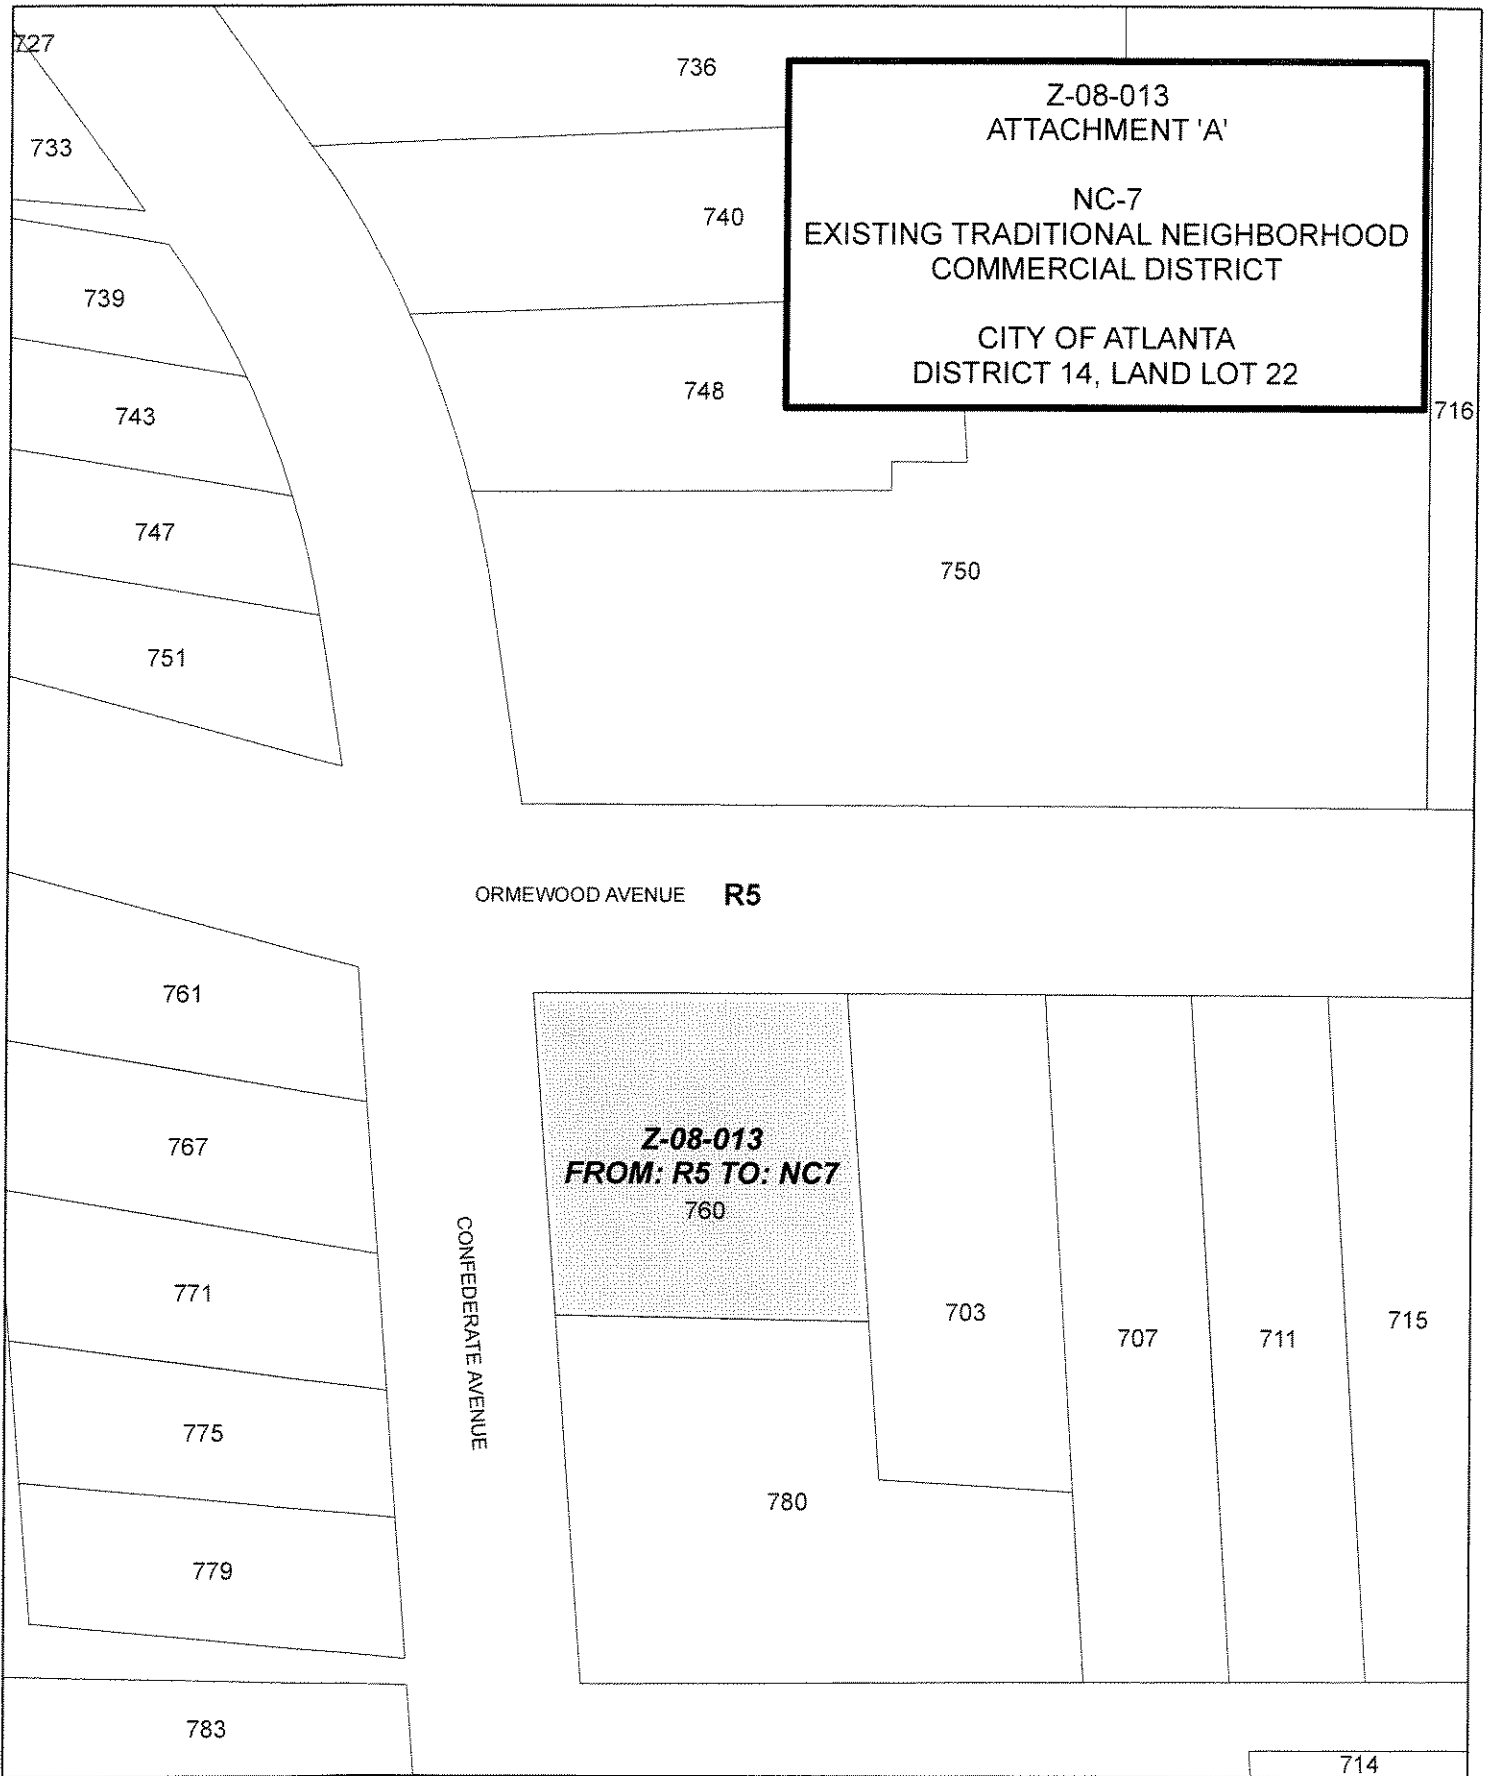 727
736
733
Z-08-013
ATTACHMENT 'A'
NC-7
EXISTING TRADITIONAL NEIGHBORHOOD
COMMERCIAL DISTRICT
CITY OF ATLANTA
DISTRICT 14, LAND LOT 22
740
739
748
716
743
747
750
751
ORMEWOOD AVENUE R5
761
Z-08-013
FROM: R5 TO: NC7
760
767
CONFEDERATE AVENUE
771
703
707
711
715
775
780
779
783
714